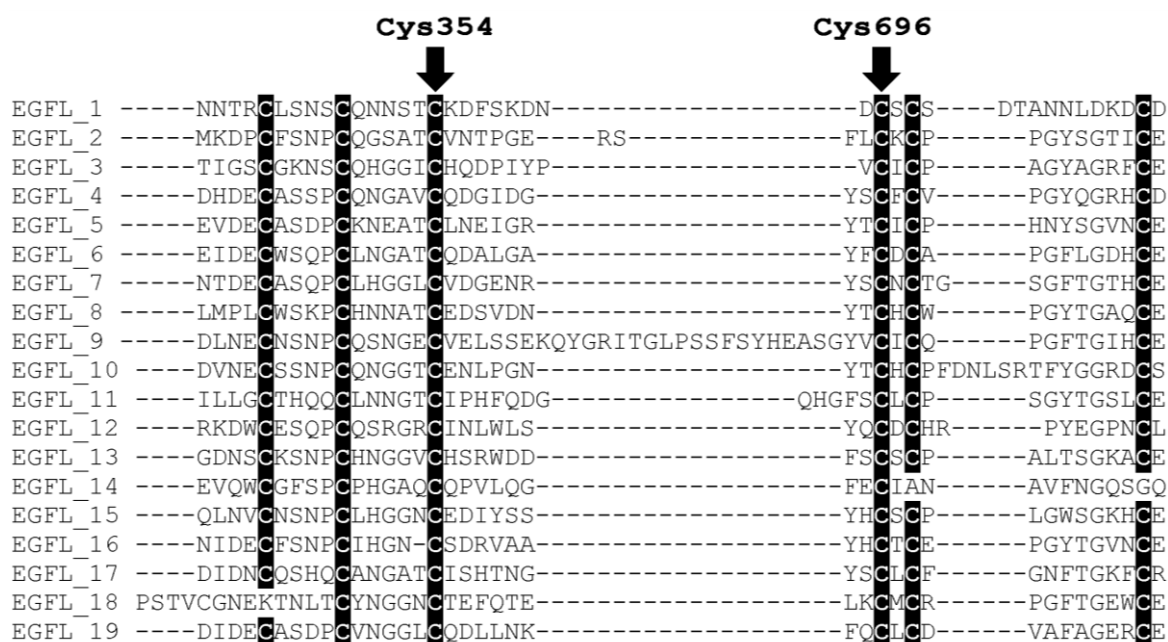 Cys354 Cys696
EGFL_1 -----NNTRCLSNSCQNNSTCKDFSKDN--------------------DCSCS----DTANNLDKDCD
EGFL_2 -----MKDPCFSNPCQGSATCVNTPGE----RS--------------FLCKCP------PGYSGTICE
EGFL_3 -----TIGSCGKNSCQHGGICHQDPIYP--------------------VCICP------AGYAGRFCE
EGFL_4 -----DHDECASSPCQNGAVCQDGIDG--------------------YSCFCV------PGYQGRHCD
EGFL_5 -----EVDECASDPCKNEATCLNEIGR--------------------YTCICP------HNYSGVNCE
EGFL_6 -----EIDECWSQPCLNGATCQDALGA--------------------YFCDCA------PGFLGDHCE
EGFL_7 -----NTDECASQPCLHGGLCVDGENR--------------------YSCNCTG-----SGFTGTHCE
EGFL_8 -----LMPLCWSKPCHNNATCEDSVDN--------------------YTCHCW------PGYTGAQCE
EGFL_9 -----DLNECNSNPCQSNGECVELSSEKQYGRITGLPSSFSYHEASGYVCICQ------PGFTGIHCE
EGFL_10 ----DVNECSSNPCQNGGTCENLPGN--------------------YTCHCPFDNLSRTFYGGRDCS
EGFL_11 ----ILLGCTHQQCLNNGTCIPHFQDG----------------QHGFSCLCP------SGYTGSLCE
EGFL_12 ----RKDWCESQPCQSRGRCINLWLS--------------------YQCDCHR------PYEGPNCL
EGFL_13 ----GDNSCKSNPCHNGGVCHSRWDD--------------------FSCSCP------ALTSGKACE
EGFL_14 ----EVQWCGFSPCPHGAQCQPVLQG--------------------FECIAN------AVFNGQSGQ
EGFL_15 ----QLNVCNSNPCLHGGNCEDIYSS--------------------YHCSCP------LGWSGKHCE
EGFL_16 ----NIDECFSNPCIHGN-CSDRVAA--------------------YHCTCE------PGYTGVNCE
EGFL_17 ----DIDNCQSHQCANGATCISHTNG--------------------YSCLCF------GNFTGKFCR
EGFL_18 PSTVCGNEKTNLTCYNGGNCTEFQTE--------------------LKCMCR------PGFTGEWCE
EGFL_19 ----DIDECASDPCVNGGLCQDLLNK--------------------FQCLCD------VAFAGERCE